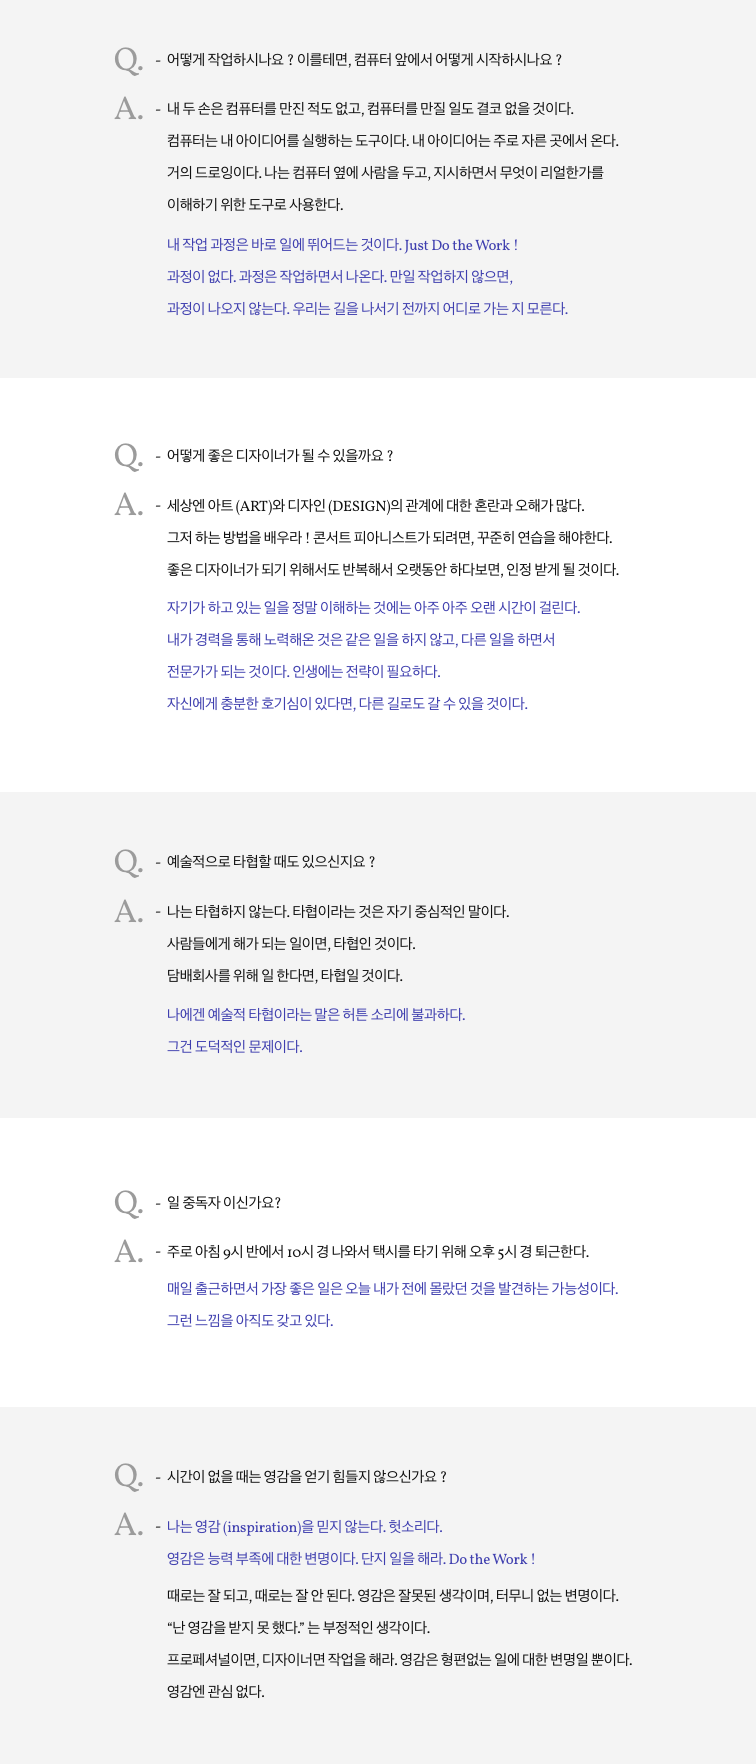 Q. - 어떻게 작업하시나요 ? 이를테면, 컴퓨터 앞에서 어떻게 시작하시나요 ?
A. - 내 두 손은 컴퓨터를 만진 적도 없고, 컴퓨터를 만질 일도 결코 없을 것이다.
컴퓨터는 내 아이디어를 실행하는 도구이다. 내 아이디어는 주로 자른 곳에서 온다.
거의 드로잉이다. 나는 컴퓨터 옆에 사람을 두고, 지시하면서 무엇이 리얼한가를
이해하기 위한 도구로 사용한다.
내 작업 과정은 바로 일에 뛰어드는 것이다. Just Do the Work !
과정이 없다. 과정은 작업하면서 나온다. 만일 작업하지 않으면,
과정이 나오지 않는다. 우리는 길을 나서기 전까지 어디로 가는 지 모른다.
Q. - 어떻게 좋은 디자이너가 될 수 있을까요 ?
A. - 세상엔 아트 (ART)와 디자인 (DESIGN)의 관계에 대한 혼란과 오해가 많다.
그저 하는 방법을 배우라 ! 콘서트 피아니스트가 되려면, 꾸준히 연습을 해야한다.
좋은 디자이너가 되기 위해서도 반복해서 오랫동안 하다보면, 인정 받게 될 것이다.
자기가 하고 있는 일을 정말 이해하는 것에는 아주 아주 오랜 시간이 걸린다.
내가 경력을 통해 노력해온 것은 같은 일을 하지 않고, 다른 일을 하면서
전문가가 되는 것이다. 인생에는 전략이 필요하다.
자신에게 충분한 호기심이 있다면, 다른 길로도 갈 수 있을 것이다.
Q. - 예술적으로 타협할 때도 있으신지요 ?
A. - 나는 타협하지 않는다. 타협이라는 것은 자기 중심적인 말이다.
사람들에게 해가 되는 일이면, 타협인 것이다.
담배회사를 위해 일 한다면, 타협일 것이다.
나에겐 예술적 타협이라는 말은 허튼 소리에 불과하다.
그건 도덕적인 문제이다.
Q. - 일 중독자 이신가요?
A. - 주로 아침 9시 반에서 10시 경 나와서 택시를 타기 위해 오후 5시 경 퇴근한다.
매일 출근하면서 가장 좋은 일은 오늘 내가 전에 몰랐던 것을 발견하는 가능성이다.
그런 느낌을 아직도 갖고 있다.
Q. - 시간이 없을 때는 영감을 얻기 힘들지 않으신가요 ?
A. - 나는 영감 (inspiration)을 믿지 않는다. 헛소리다.
영감은 능력 부족에 대한 변명이다. 단지 일을 해라. Do the Work !
때로는 잘 되고, 때로는 잘 안 된다. 영감은 잘못된 생각이며, 터무니 없는 변명이다.
“난 영감을 받지 못 했다.” 는 부정적인 생각이다.
프로페셔널이면, 디자이너면 작업을 해라. 영감은 형편없는 일에 대한 변명일 뿐이다.
영감엔 관심 없다.